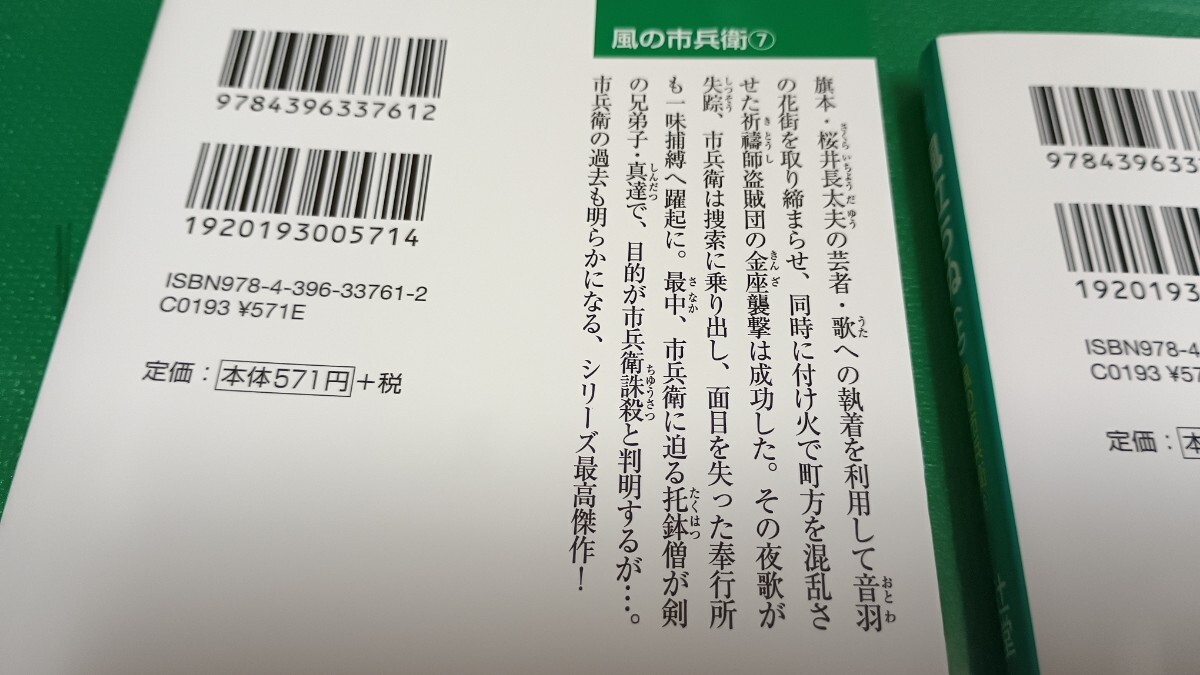 風の市兵衛⑦
旗本・桜井長太夫の芸者・歌への執着を利用して音羽
の花街を取り締まらせ、同時に付け火で町方を混乱さ
せた祈禱師盗賊団の金座襲撃は成功した。その夜歌が
失踪、市兵衛は捜索に乗り出し、面目を失った奉行所
も一味捕縛へ躍起に。最中、市兵衛に迫る托鉢僧が剣
の兄弟子・真達で、目的が市兵衛誅殺と判明するが…。
市兵衛の過去も明らかになる、シリーズ最高傑作！
9784396337612
1920193005714
ISBN978-4-396-33761-2
C0193 ¥571E
定価：本体571円+税
978439633
1920193
ISBN978-4
C0193 ¥57
定価：